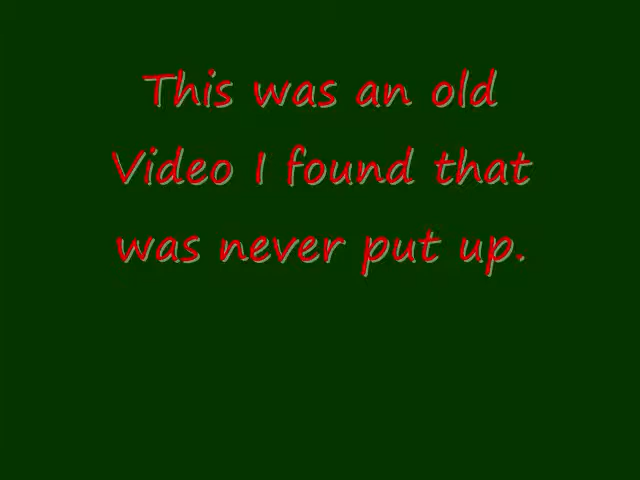 This was an old
Video I found that
was never put up.